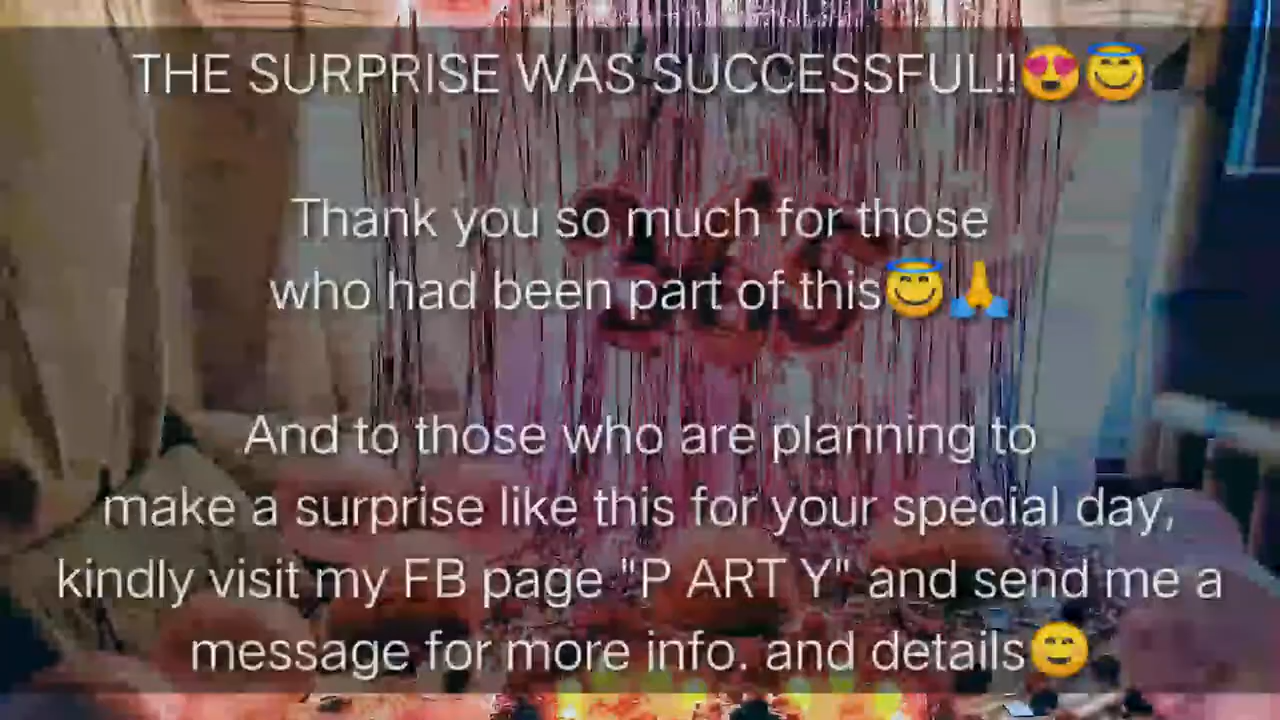 THE SURPRISE WAS SUCCESSFUL!!😍😇
Thank you so much for those
who had been part of this😇🙏
And to those who are planning to
make a surprise like this for your special day,
kindly visit my FB page "P ART Y" and send me a
message for more info. and details😊
365